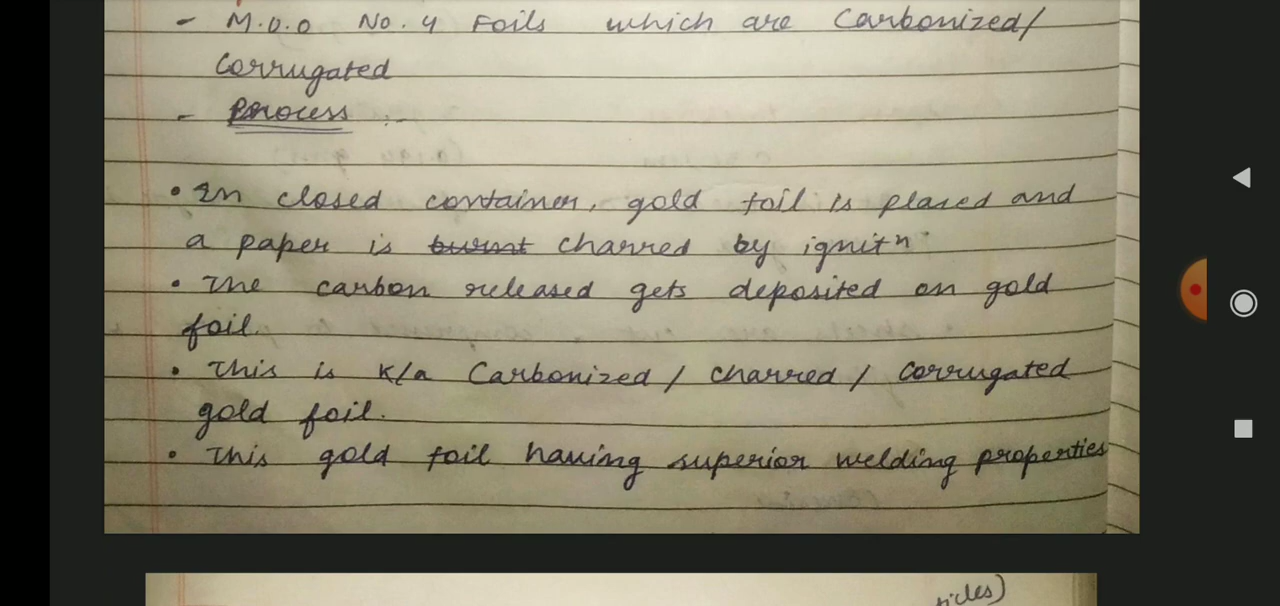 - M.O.O No. 4 Foils which are Carbonized/
Corrugated
- Process :-
• In closed container, gold foil is placed and
a paper is burnt charred by ignitⁿ
• The carbon released gets deposited on gold
foil.
• This is k/a Carbonized / charred / corrugated
gold foil.
• This gold foil having superior welding properties